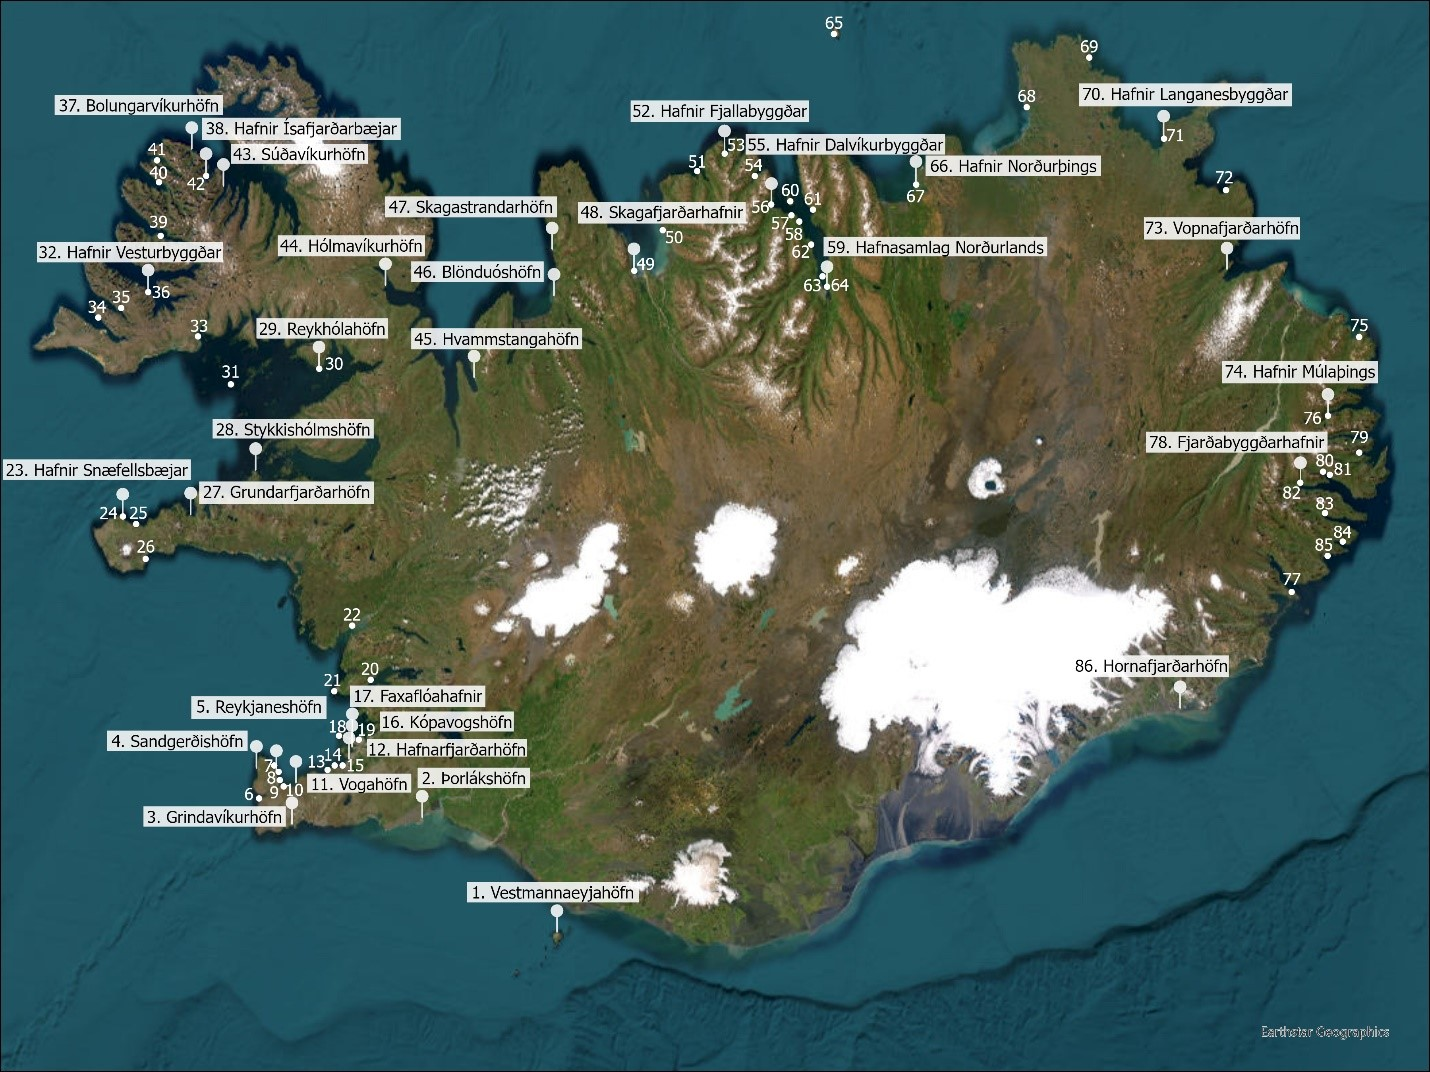 65
69
37. Bolungarvíkurhöfn
70. Hafnir Langanesbyggðar
68
52. Hafnir Fjallabyggðar
38. Hafnir Ísafjarðarbæjar
71
41
43. Súðavíkurhöfn
53
55. Hafnir Dalvíkurbyggðar
51
54
66. Hafnir Norðurþings
40
42
72
67
60
61
56
47. Skagastrandarhöfn
48. Skagafjarðarhafnir
57
39
50
58
73. Vopnafjarðarhöfn
32. Hafnir Vesturbyggðar
44. Hólmavíkurhöfn
59. Hafnasamlag Norðurlands
62
49
46. Blönduóshöfn
36
35
34
63
64
33
29. Reykhólahöfn
45. Hvammstangahöfn
75
30
31
74. Hafnir Múlaþings
76
28. Stykkishólmshöfn
78. Fjarðabyggðarhafnir
79
23. Hafnir Snæfellsbæjar
80
81
27. Grundarfjarðarhöfn
82
83
24
25
84
26
85
77
22
20
86. Hornafjarðarhöfn
21
17. Faxaflóahafnir
5. Reykjaneshöfn
16. Kópavogshöfn
18
19
4. Sandgerðishöfn
12. Hafnarfjarðarhöfn
14
13
15
7
8
11. Vogahöfn
2. Þorlákshöfn
6
9
10
3. Grindavíkurhöfn
1. Vestmannaeyjahöfn
Earthstar Geographics